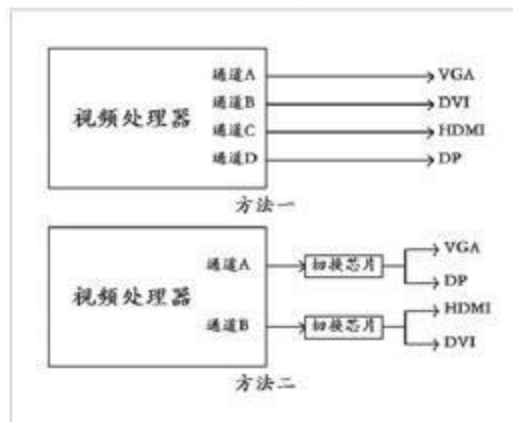 通道A VGA
通道B DVI
视频处理器
通道C HDMI
通道D DP
方法一
通道A 切换芯片 VGA
DP
视频处理器
通道B 切换芯片 HDMI
DVI
方法二